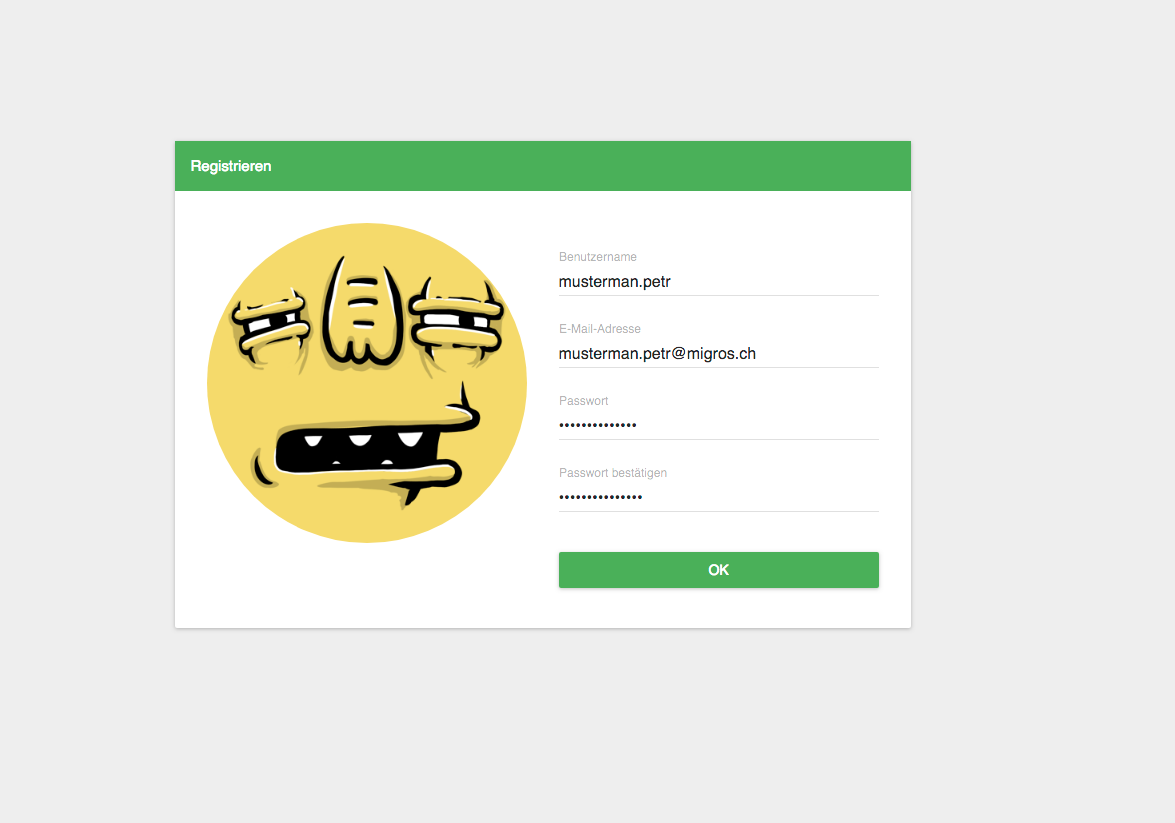 Registrieren
Benutzername
musterman.petr
E-Mail-Adresse
musterman.petr@migros.ch
Passwort
••••••••••••••
Passwort bestätigen
•••••••••••••••
OK